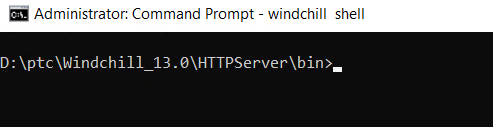 Administrator: Command Prompt - windchill  shell
D:\ptc\Windchill_13.0\HTTPServer\bin>